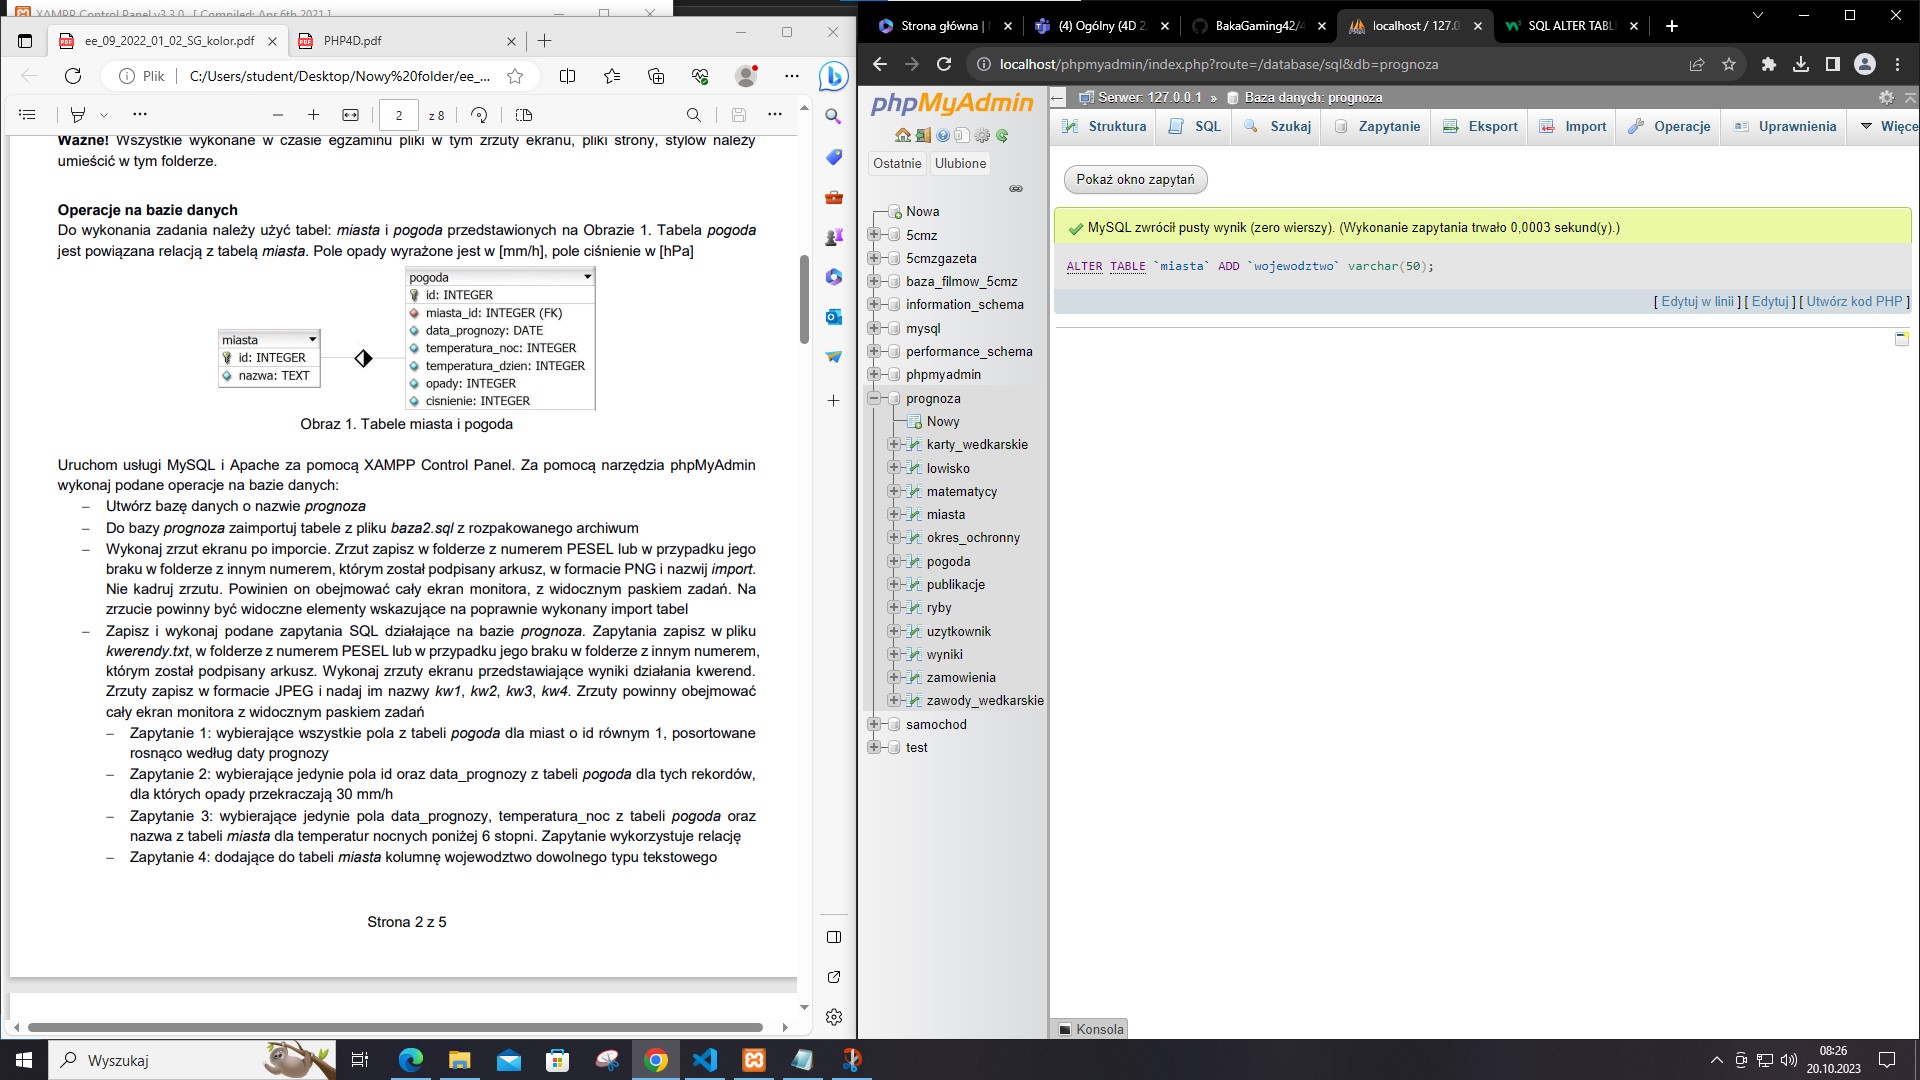 XAMPP Control Panel v3.3.0 [ Compiled: Apr 6th 2021 ]
ee_09_2022_01_02_SG_kolor.pdf
PHP4D.pdf
Plik
C:/Users/student/Desktop/Nowy%20folder/ee_...
2
z 8
Ważne! Wszystkie wykonane w czasie egzaminu pliki w tym zrzuty ekranu, pliki strony, stylów należy
umieścić w tym folderze.
Operacje na bazie danych
Do wykonania zadania należy użyć tabel: miasta i pogoda przedstawionych na Obrazie 1. Tabela pogoda
jest powiązana relacją z tabelą miasta. Pole opady wyrażone jest w [mm/h], pole ciśnienie w [hPa]
miasta
id: INTEGER
nazwa: TEXT
pogoda
id: INTEGER
miasta_id: INTEGER (FK)
data_prognozy: DATE
temperatura_noc: INTEGER
temperatura_dzien: INTEGER
opady: INTEGER
cisnienie: INTEGER
Obraz 1. Tabele miasta i pogoda
Uruchom usługi MySQL i Apache za pomocą XAMPP Control Panel. Za pomocą narzędzia phpMyAdmin
wykonaj podane operacje na bazie danych:
– Utwórz bazę danych o nazwie prognoza
– Do bazy prognoza zaimportuj tabele z pliku baza2.sql z rozpakowanego archiwum
– Wykonaj zrzut ekranu po imporcie. Zrzut zapisz w folderze z numerem PESEL lub w przypadku jego
braku w folderze z innym numerem, którym został podpisany arkusz, w formacie PNG i nazwij import.
Nie kadruj zrzutu. Powinien on obejmować cały ekran monitora, z widocznym paskiem zadań. Na
zrzucie powinny być widoczne elementy wskazujące na poprawnie wykonany import tabel
– Zapisz i wykonaj podane zapytania SQL działające na bazie prognoza. Zapytania zapisz w pliku
kwerendy.txt, w folderze z numerem PESEL lub w przypadku jego braku w folderze z innym numerem,
którym został podpisany arkusz. Wykonaj zrzuty ekranu przedstawiające wyniki działania kwerend.
Zrzuty zapisz w formacie JPEG i nadaj im nazwy kw1, kw2, kw3, kw4. Zrzuty powinny obejmować
cały ekran monitora z widocznym paskiem zadań
– Zapytanie 1: wybierające wszystkie pola z tabeli pogoda dla miast o id równym 1, posortowane
rosnąco według daty prognozy
– Zapytanie 2: wybierające jedynie pola id oraz data_prognozy z tabeli pogoda dla tych rekordów,
dla których opady przekraczają 30 mm/h
– Zapytanie 3: wybierające jedynie pola data_prognozy, temperatura_noc z tabeli pogoda oraz
nazwa z tabeli miasta dla temperatur nocnych poniżej 6 stopni. Zapytanie wykorzystuje relację
– Zapytanie 4: dodające do tabeli miasta kolumnę wojewodztwo dowolnego typu tekstowego
Strona 2 z 5
Strona główna |
(4) Ogólny (4D 2
BakaGaming42/4
localhost / 127.0
SQL ALTER TABL
localhost/phpmyadmin/index.php?route=/database/sql&db=prognoza
phpMyAdmin
Ostatnie
Ulubione
Nowa
5cmz
5cmzgazeta
baza_filmow_5cmz
information_schema
mysql
performance_schema
phpmyadmin
prognoza
Nowy
karty_wedkarskie
lowisko
matematycy
miasta
okres_ochronny
pogoda
publikacje
ryby
uzytkownik
wyniki
zamowienia
zawody_wedkarskie
samochod
test
Serwer: 127.0.0.1 » Baza danych: prognoza
Struktura
SQL
Szukaj
Zapytanie
Eksport
Import
Operacje
Uprawnienia
Więce
Pokaż okno zapytań
MySQL zwrócił pusty wynik (zero wierszy). (Wykonanie zapytania trwało 0,0003 sekund(y).)
ALTER TABLE `miasta` ADD `wojewodztwo` varchar(50);
[ Edytuj w linii ] [ Edytuj ] [ Utwórz kod PHP ]
Konsola
Wyszukaj
08:26
20.10.2023